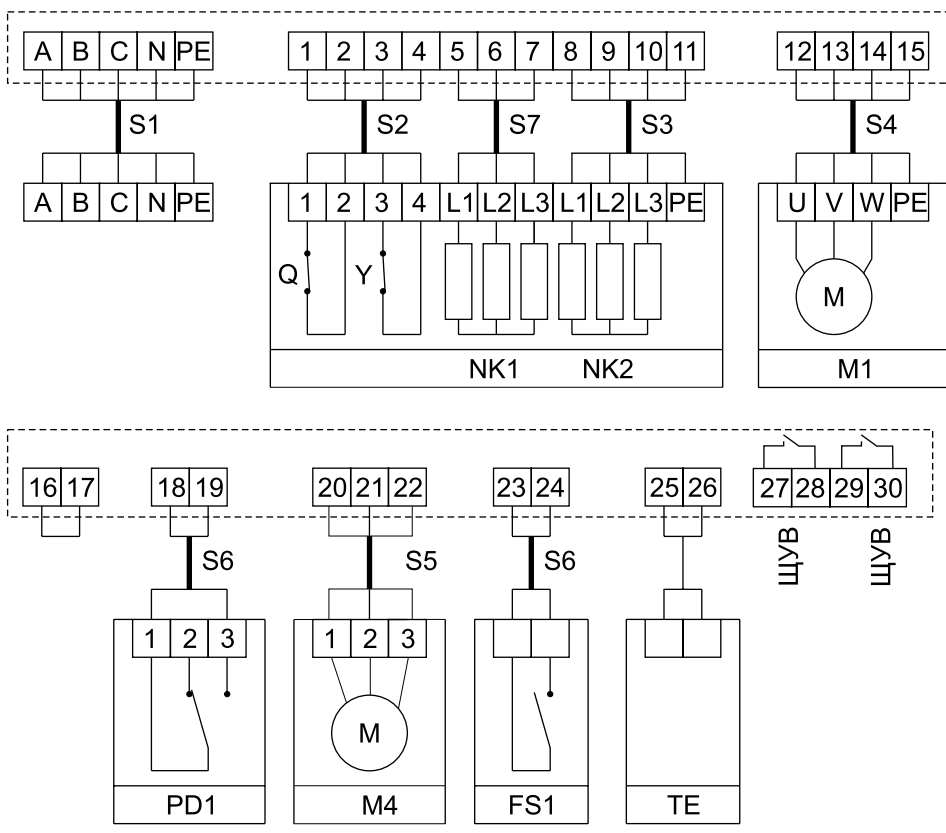 A B C N PE 1 2 3 4 5 6 7 8 9 10 11 12 13 14 15
S1 S2 S7 S3 S4
A B C N PE 1 2 3 4 L1 L2 L3 L1 L2 L3 PE U V W PE
Q Y M
NK1 NK2 M1
16 17 18 19 20 21 22 23 24 25 26 27 28 29 30
S6 S5 S6 ЩУВ ЩУВ
1 2 3 1 2 3
M
PD1 M4 FS1 TE